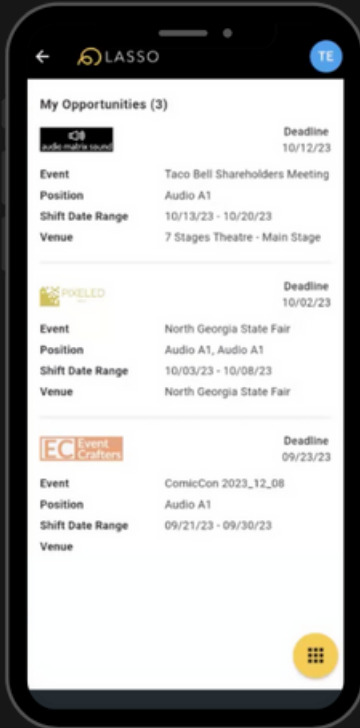 LASSO
TE
My Opportunities (3)
audio matrix sound
Deadline
10/12/23
Event Taco Bell Shareholders Meeting
Position Audio A1
Shift Date Range 10/13/23 - 10/20/23
Venue 7 Stages Theatre - Main Stage
PIXELED
Deadline
10/02/23
Event North Georgia State Fair
Position Audio A1, Audio A1
Shift Date Range 10/03/23 - 10/08/23
Venue North Georgia State Fair
EC Event Crafters
Deadline
09/23/23
Event ComicCon 2023_12_08
Position Audio A1
Shift Date Range 09/21/23 - 09/30/23
Venue